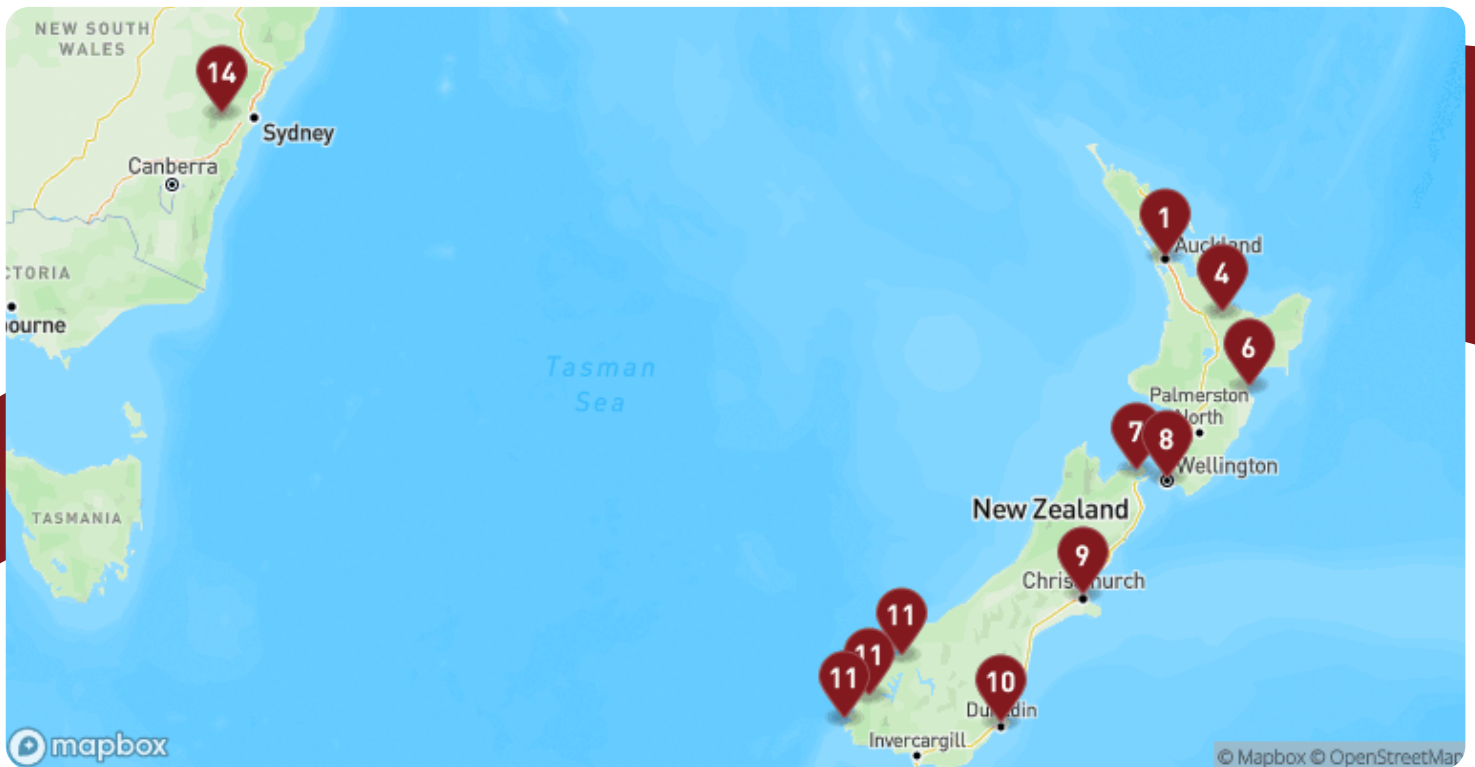 NEW SOUTH
WALES
14
Sydney
Canberra
CTORIA
ourne
TASMANIA
Tasman
Sea
1
Auckland
4
6
Palmerston
North
7
8
Wellington
New Zealand
9
Christchurch
11
11
11
10
Dunedin
Invercargill
mapbox
© Mapbox © OpenStreetMap